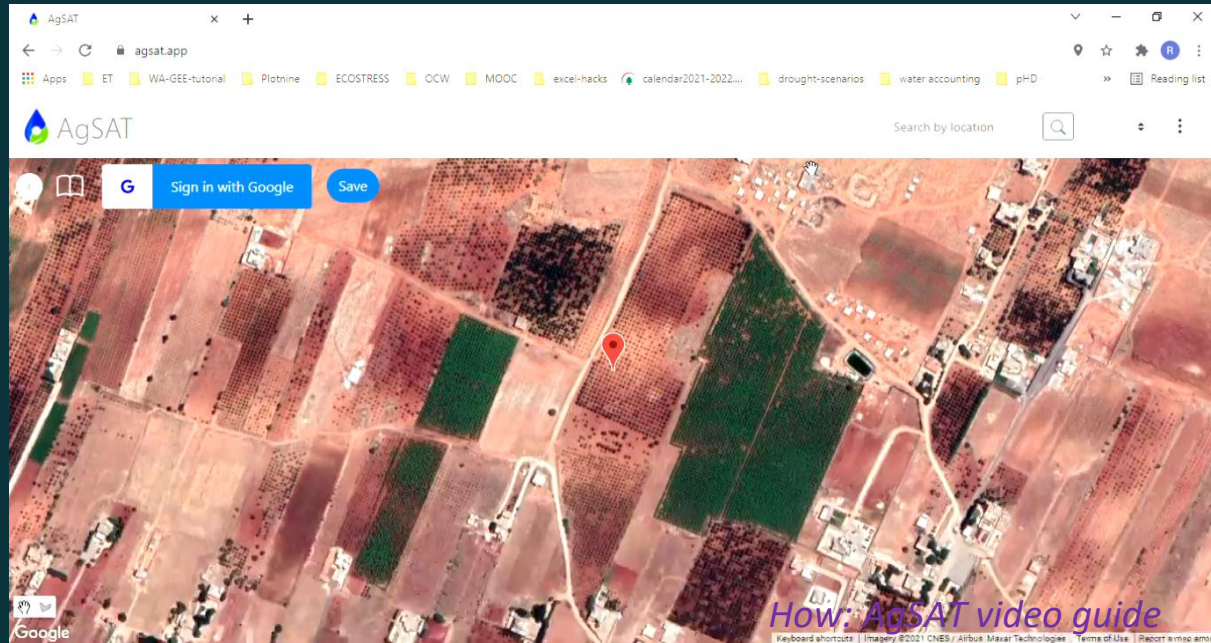 AgSAT
agsat.app
R
Apps ET WA-GEE-tutorial Plotnine ECOSTRESS OCW MOOC excel-hacks calendar2021-2022.... drought-scenarios water accounting pHD » Reading list
AgSAT Search by location
G Sign in with Google Save
How: AgSAT video guide
Google
Keyboard shortcuts Imagery ©2021 CNES / Airbus Maxar Technologies Terms of Use Report a map